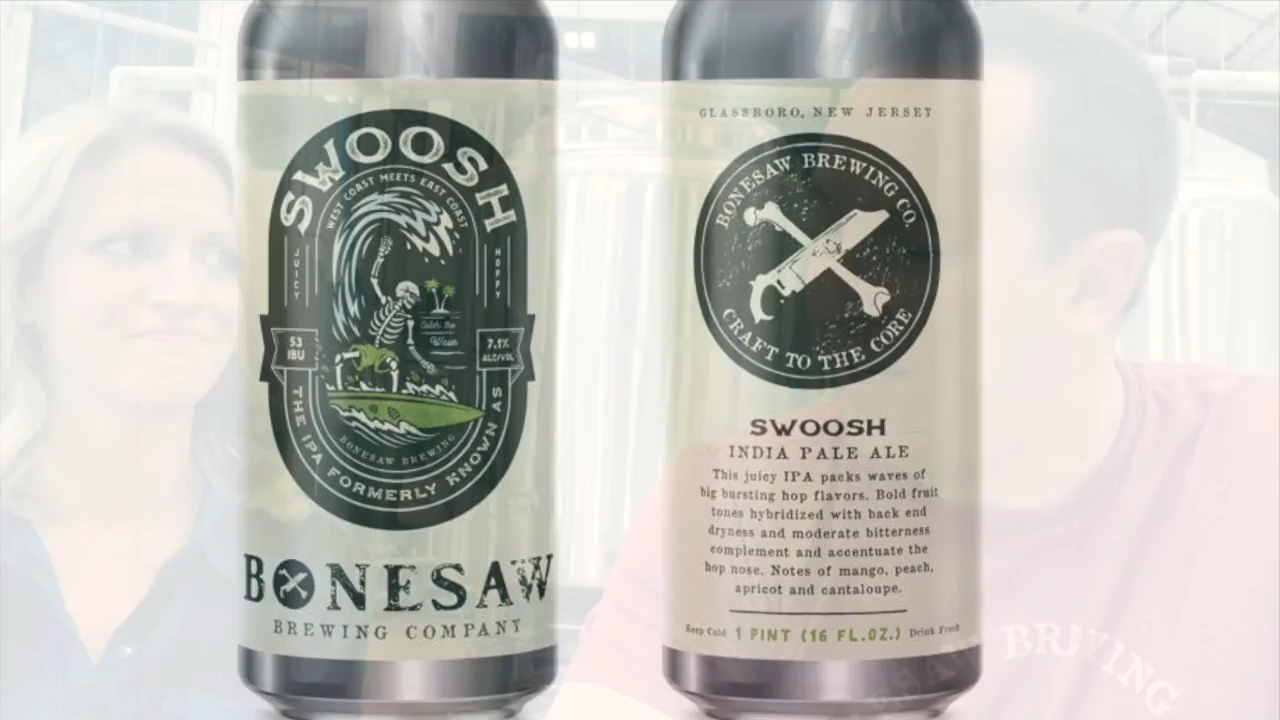 SWOOSH
WEST COAST MEETS EAST COAST
JUICY
HOPPY
Catch the
Wave
53
IBU
7.1%
ALC/VOL
THE IPA FORMERLY KNOWN AS
BONESAW BREWING
BONESAW
BREWING COMPANY
GLASSBORO, NEW JERSEY
BONESAW BREWING CO.
CRAFT TO THE CORE
SWOOSH
INDIA PALE ALE
This juicy IPA packs waves of
big bursting hop flavors. Bold fruit
tones hybridized with back end
dryness and moderate bitterness
complement and accentuate the
hop nose. Notes of mango, peach,
apricot and cantaloupe.
Keep Cold 1 PINT (16 FL.OZ.) Drink Fresh